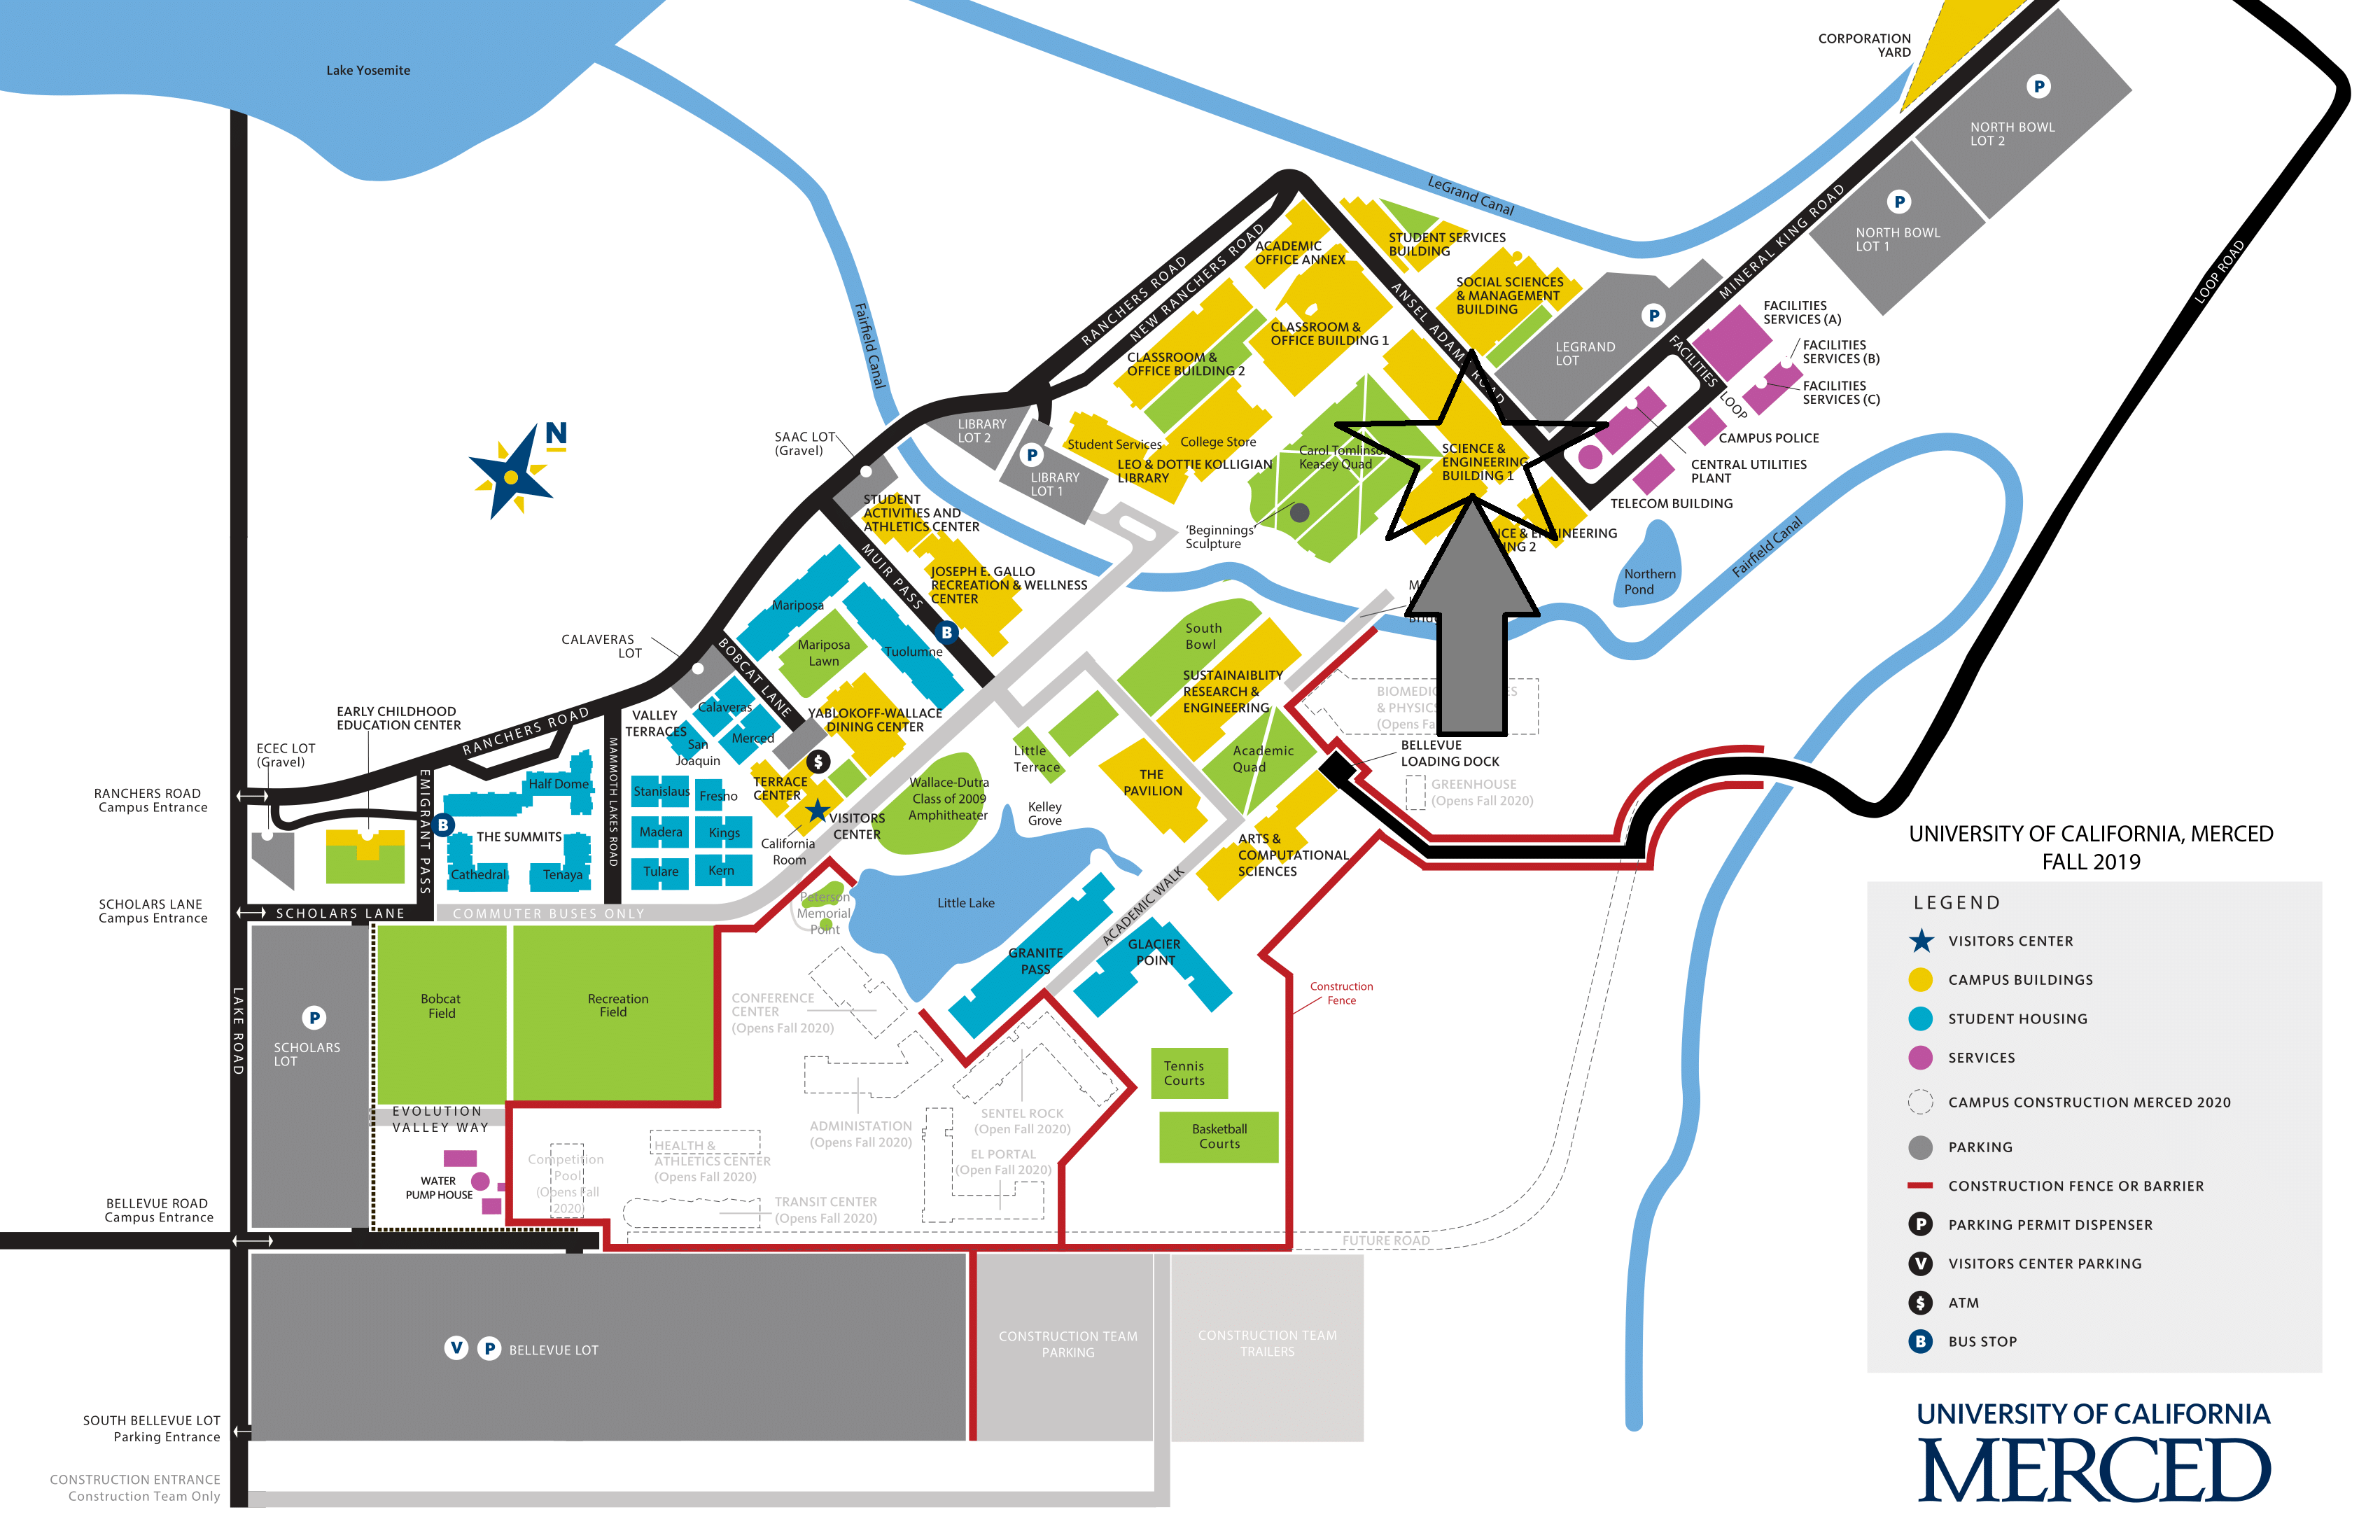 Lake Yosemite
CORPORATION
YARD
P
NORTH BOWL
LOT 2
P
NORTH BOWL
LOT 1
LeGrand Canal
MINERAL KING ROAD
LOOP ROAD
STUDENT SERVICES
BUILDING
ACADEMIC
OFFICE ANNEX
RANCHERS ROAD
NEW RANCHERS ROAD
ANSEL ADAMS ROAD
SOCIAL SCIENCES
& MANAGEMENT
BUILDING
P
LEGRAND
LOT
FACILITIES
SERVICES (A)
FACILITIES
SERVICES (B)
FACILITIES
SERVICES (C)
FACILITIES
LOOP
CAMPUS POLICE
CENTRAL UTILITIES
PLANT
TELECOM BUILDING
CLASSROOM &
OFFICE BUILDING 1
CLASSROOM &
OFFICE BUILDING 2
Fairfield Canal
N
SAAC LOT
(Gravel)
LIBRARY
LOT 2
P
LIBRARY
LOT 1
Student Services
College Store
LEO & DOTTIE KOLLIGIAN
LIBRARY
Carol Tomlinson-
Keasey Quad
SCIENCE &
ENGINEERING
BUILDING 1
'Beginnings'
Sculpture
NCE & ENGINEERING
NG 2
Northern
Pond
Fairfield Canal
STUDENT
ACTIVITIES AND
ATHLETICS CENTER
MUIR PASS
JOSEPH E. GALLO
RECREATION & WELLNESS
CENTER
B
Mariposa
Mariposa
Lawn
Tuolumne
CALAVERAS
LOT
BOBCAT LANE
Calaveras
VALLEY
TERRACES
Merced
San
Joaquin
YABLOKOFF-WALLACE
DINING CENTER
$
TERRACE
CENTER
VISITORS
CENTER
California
Room
South
Bowl
SUSTAINAIBLITY
RESEARCH &
ENGINEERING
BIOMEDIC ES
& PHYSIC
(Opens Fa
Little
Terrace
THE
PAVILION
Academic
Quad
BELLEVUE
LOADING DOCK
GREENHOUSE
(Opens Fall 2020)
Wallace-Dutra
Class of 2009
Amphitheater
Kelley
Grove
ARTS &
COMPUTATIONAL
SCIENCES
EARLY CHILDHOOD
EDUCATION CENTER
ECEC LOT
(Gravel)
RANCHERS ROAD
RANCHERS ROAD
Campus Entrance
EMIGRANT PASS
B
Half Dome
THE SUMMITS
Cathedral
Tenaya
MAMMOTH LAKES ROAD
Stanislaus
Fresno
Madera
Kings
Tulare
Kern
SCHOLARS LANE
Campus Entrance
SCHOLARS LANE
COMMUTER BUSES ONLY
Peterson
Memorial
Point
Little Lake
ACADEMIC WALK
GRANITE
PASS
GLACIER
POINT
LAKE ROAD
P
SCHOLARS
LOT
Bobcat
Field
Recreation
Field
CONFERENCE
CENTER
(Opens Fall 2020)
Construction
Fence
ADMINISTATION
(Opens Fall 2020)
SENTEL ROCK
(Open Fall 2020)
EL PORTAL
(Open Fall 2020)
Tennis
Courts
Basketball
Courts
EVOLUTION
VALLEY WAY
WATER
PUMP HOUSE
Competition
Pool
(Opens Fall
2020)
HEALTH &
ATHLETICS CENTER
(Opens Fall 2020)
TRANSIT CENTER
(Opens Fall 2020)
BELLEVUE ROAD
Campus Entrance
FUTURE ROAD
V P BELLEVUE LOT
CONSTRUCTION TEAM
PARKING
CONSTRUCTION TEAM
TRAILERS
SOUTH BELLEVUE LOT
Parking Entrance
CONSTRUCTION ENTRANCE
Construction Team Only
UNIVERSITY OF CALIFORNIA, MERCED
FALL 2019
LEGEND
VISITORS CENTER
CAMPUS BUILDINGS
STUDENT HOUSING
SERVICES
CAMPUS CONSTRUCTION MERCED 2020
PARKING
CONSTRUCTION FENCE OR BARRIER
P PARKING PERMIT DISPENSER
V VISITORS CENTER PARKING
$ ATM
B BUS STOP
UNIVERSITY OF CALIFORNIA
MERCED